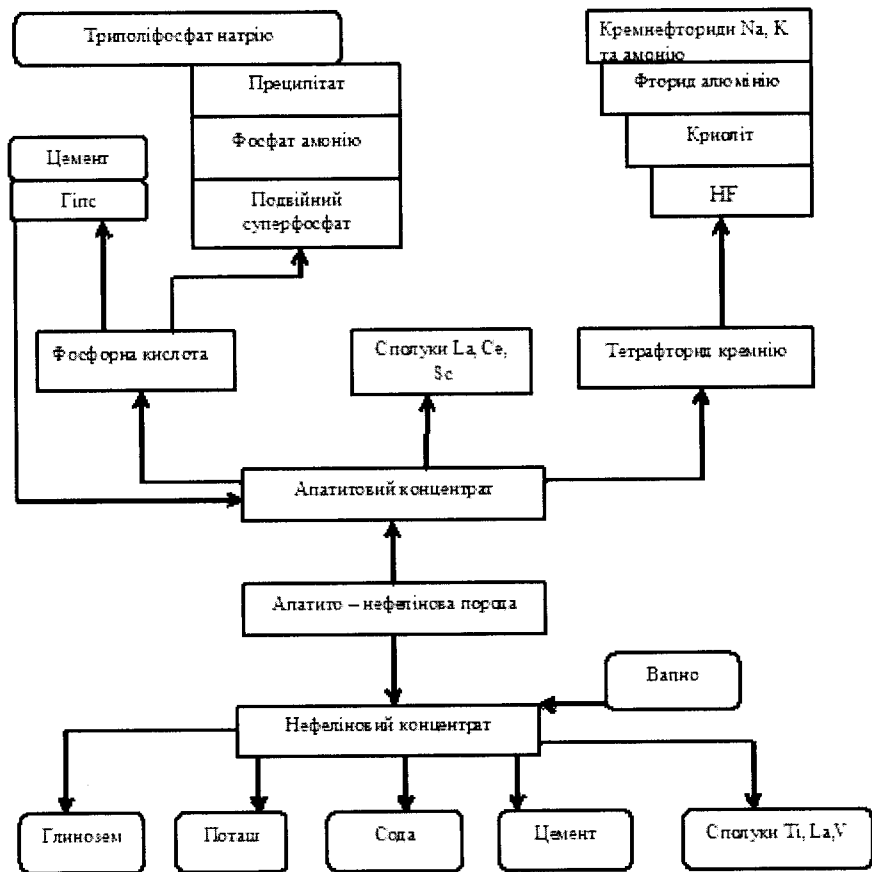 Триполіфосфат натрію
Преципітат
Фосфат амонію
Подвійний
суперфосфат
Цемент
Гіпс
Кремнефториди Na, K
та амонію
Фторид алюмінію
Криоліт
HF
Фосфорна кислота
Сполуки La, Ce,
Sc
Тетрафторид кремнію
Апатитовий концентрат
Апатито – нефелінова порода
Вапно
Нефеліновий концентрат
Глинозем
Поташ
Сода
Цемент
Сполуки Ti, La,V